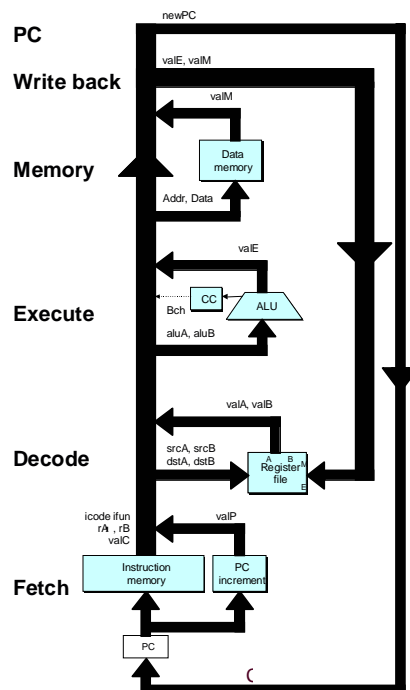 newPC
PC
valE, valM
Write back
valM
Data
memory
Memory
Addr, Data
valE
CC
ALU
Bch
Execute
aluA, aluB
valA, valB
srcA, srcB
dstA, dstB
A B M
Register
file
E
Decode
icode ifun
rA , rB
valC
valP
Instruction
memory
PC
increment
Fetch
PC